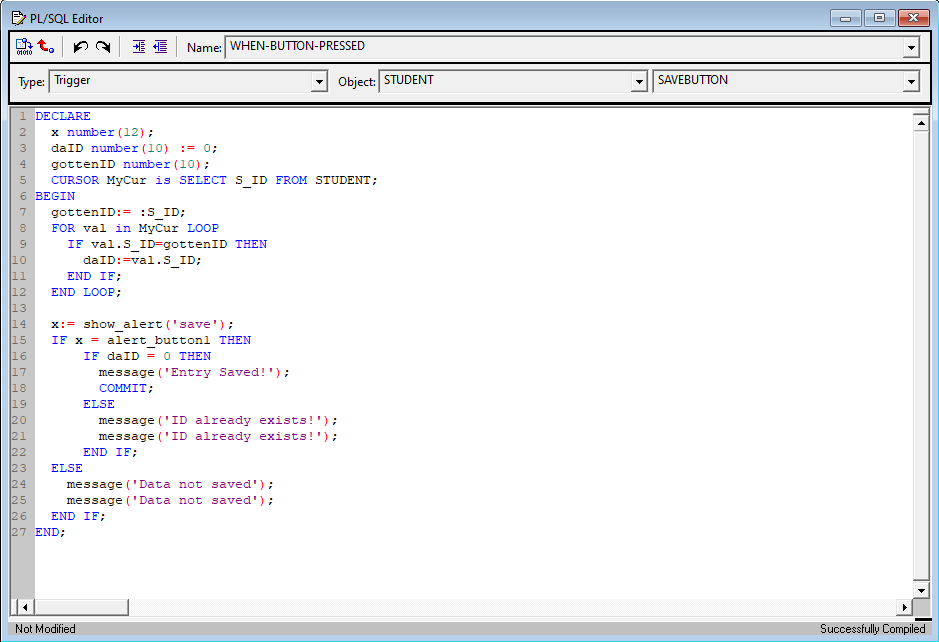 PL/SQL Editor
Name: WHEN-BUTTON-PRESSED
Type: Trigger Object: STUDENT SAVEBUTTON
1 DECLARE
2 x number(12);
3 daID number(10) := 0;
4 gottenID number(10);
5 CURSOR MyCur is SELECT S_ID FROM STUDENT;
6 BEGIN
7 gottenID:= :S_ID;
8 FOR val in MyCur LOOP
9 IF val.S_ID=gottenID THEN
10 daID:=val.S_ID;
11 END IF;
12 END LOOP;
13
14 x:= show_alert('save');
15 IF x = alert_button1 THEN
16 IF daID = 0 THEN
17 message('Entry Saved!');
18 COMMIT;
19 ELSE
20 message('ID already exists!');
21 message('ID already exists!');
22 END IF;
23 ELSE
24 message('Data not saved');
25 message('Data not saved');
26 END IF;
27 END;
Not Modified Successfully Compiled